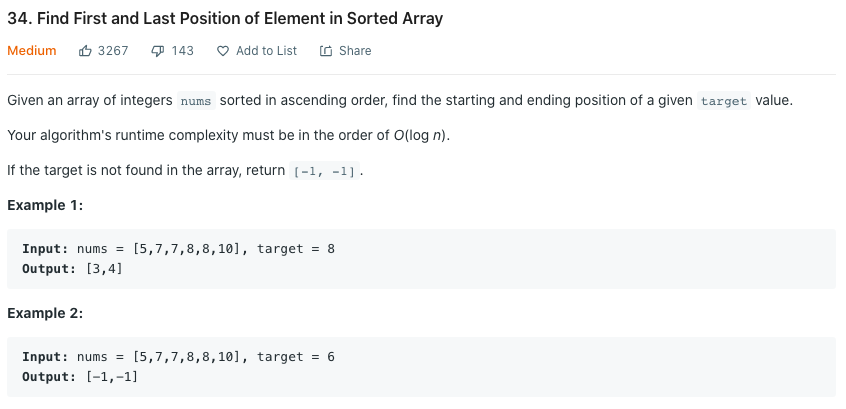 34. Find First and Last Position of Element in Sorted Array
Medium 3267 143 Add to List Share
Given an array of integers nums sorted in ascending order, find the starting and ending position of a given target value.
Your algorithm's runtime complexity must be in the order of O(log n).
If the target is not found in the array, return [-1, -1].
Example 1:
Input: nums = [5,7,7,8,8,10], target = 8
Output: [3,4]
Example 2:
Input: nums = [5,7,7,8,8,10], target = 6
Output: [-1,-1]